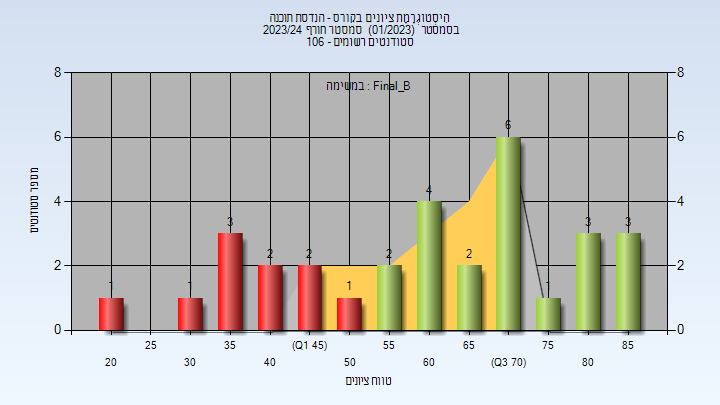 היסטוגרמת ציונים בקורס - הנדסת תוכנה
בסמסטר (01/2023) סמסטר חורף 2023/24
סטודנטים רשומים - 106
במשימה : Final_B
מספר סטודנטים
8 8
6 6
4 4
2 2
0 0
1 1 3 2 2 1 2 4 2 6 1 3 3
25 35 (Q1 45) 55 65 75 85
20 30 40 50 60 (Q3 70) 80
טווח ציונים